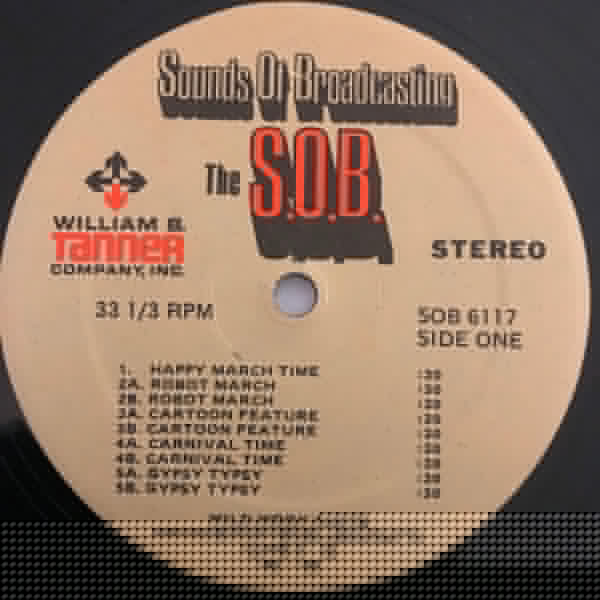 Sounds Of Broadcasting
The S.O.B.
WILLIAM B.
TANNER
COMPANY, INC.
STEREO
33 1/3 RPM
SOB 6117
SIDE ONE
1. HAPPY MARCH TIME :30
2A. ROBOT MARCH :30
2B. ROBOT MARCH :30
3A. CARTOON FEATURE :30
3B. CARTOON FEATURE :30
4A. CARNIVAL TIME :30
4B. CARNIVAL TIME :30
5A. GYPSY TYPSY :30
5B. GYPSY TYPSY :30